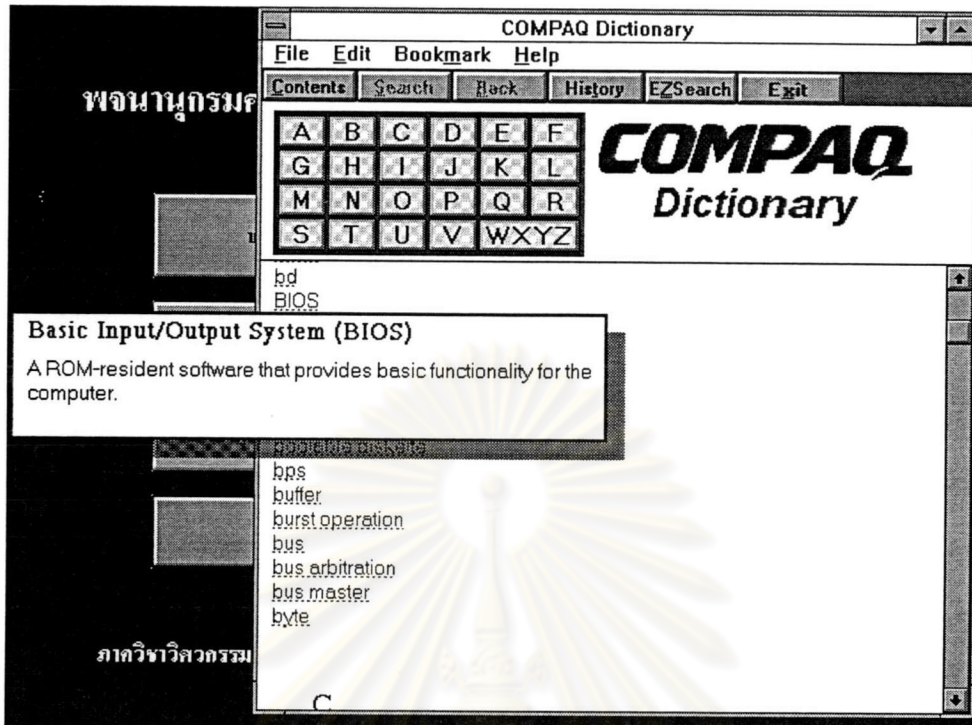 COMPAQ Dictionary
File Edit Bookmark Help
Contents Search Back History EZSearch Exit
พจนานุกรม
A B C D E F
G H I J K L
M N O P Q R
S T U V WXYZ
COMPAQ
Dictionary
bd
BIOS
Basic Input/Output System (BIOS)
A ROM-resident software that provides basic functionality for the
computer.
bootable diskette
bps
buffer
burst operation
bus
bus arbitration
bus master
byte
ภาควิชาวิศวกรรม
C